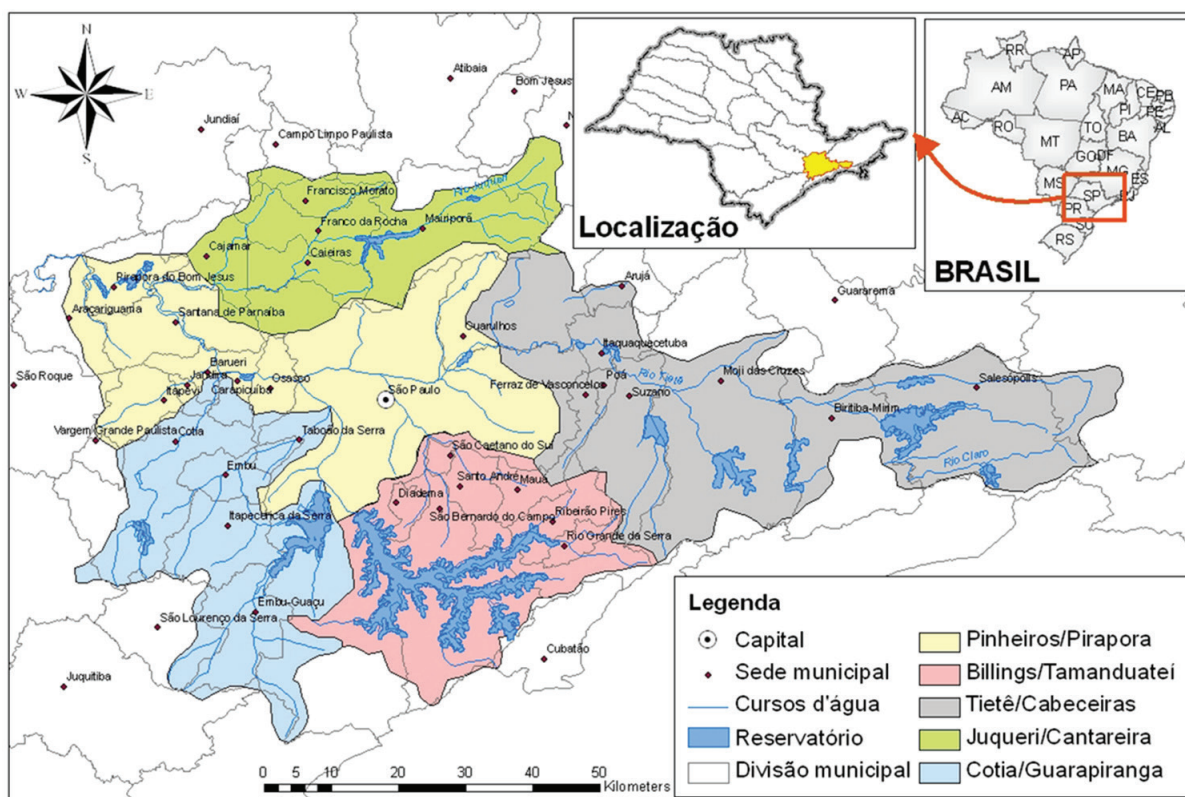 N
W
E
S
Atibaia
Bom Jesus
Jundiaí
Campo Limpo Paulista
N
Francisco Morato
Rio Juqueri
Franco da Rocha
Mairiporã
Cajamar
Caieiras
Pirapora do Bom Jesus
Araçariguama
Santana de Parnaíba
Guarulhos
Arujá
Guararema
Itaquaquecetuba
Barueri
Jandira
São Roque
Itapevi
Carapicuíba
Osasco
São Paulo
Ferraz de Vasconcelos
Poá
Rio Tietê
Suzano
Moji das Cruzes
Salesópolis
Biritiba-Mirim
Rio Claro
Vargem Grande Paulista
Cotia
Taboão da Serra
São Caetano do Sul
Embu
Santo André
Mauá
Diadema
São Bernardo do Campo
Ribeirão Pires
Itapecerica da Serra
Rio Grande da Serra
Embu-Guaçu
São Lourenço da Serra
Juquitiba
Cubatão
0 10 20 30 40 50
Kilometers
Localização
RR
AP
AM
PA
MA
CE
PB
PI
PE
AC
RO
TO
AL
MT
BA
GO
DF
MG
ES
MS
SP
RJ
PR
SC
RS
BRASIL
Legenda
Capital
Sede municipal
Cursos d'água
Reservatório
Divisão municipal
Pinheiros/Pirapora
Billings/Tamanduateí
Tietê/Cabeceiras
Juqueri/Cantareira
Cotia/Guarapiranga